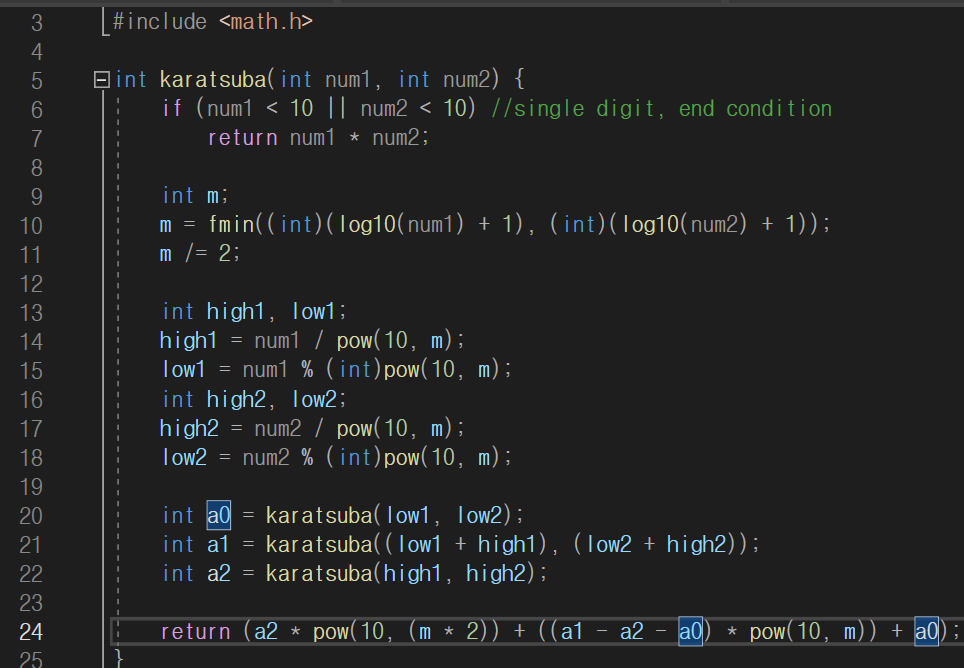 3 #include <math.h>
4
5 int karatsuba(int num1, int num2) {
6 if (num1 < 10 || num2 < 10) //single digit, end condition
7 return num1 * num2;
8
9 int m;
10 m = fmin((int)(log10(num1) + 1), (int)(log10(num2) + 1));
11 m /= 2;
12
13 int high1, low1;
14 high1 = num1 / pow(10, m);
15 low1 = num1 % (int)pow(10, m);
16 int high2, low2;
17 high2 = num2 / pow(10, m);
18 low2 = num2 % (int)pow(10, m);
19
20 int a0 = karatsuba(low1, low2);
21 int a1 = karatsuba((low1 + high1), (low2 + high2));
22 int a2 = karatsuba(high1, high2);
23
24 return (a2 * pow(10, (m * 2)) + ((a1 - a2 - a0) * pow(10, m)) + a0);
25 }